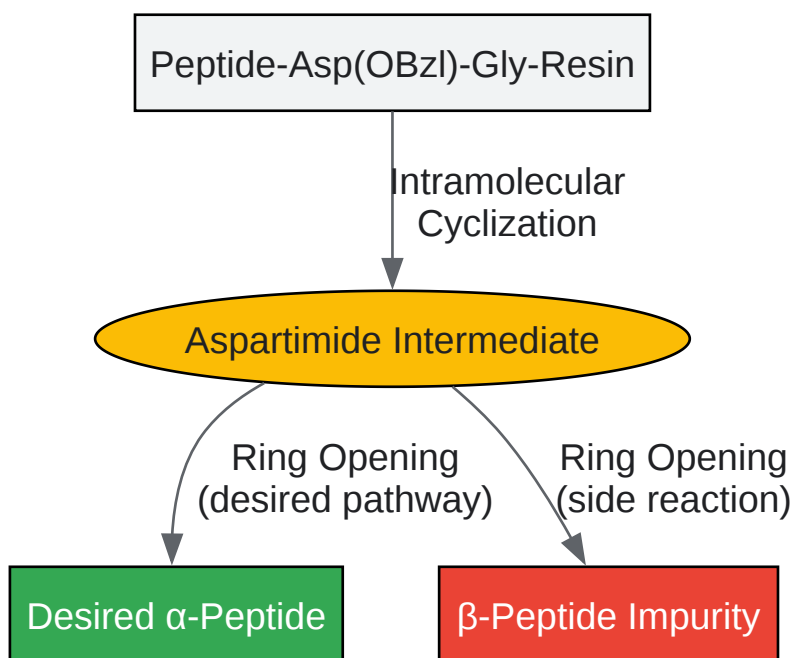 Peptide-Asp(OBzl)-Gly-Resin
Intramolecular
Cyclization
Aspartimide Intermediate
Ring Opening
(desired pathway)
Ring Opening
(side reaction)
Desired α-Peptide
β-Peptide Impurity